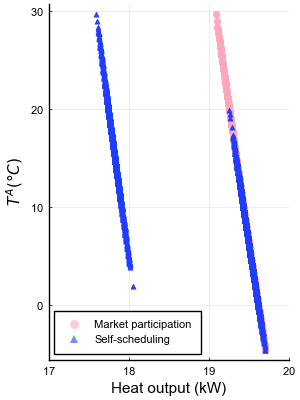 30
20
10
0
T^A (°C)
17 18 19 20
Heat output (kW)
Market participation
Self-scheduling